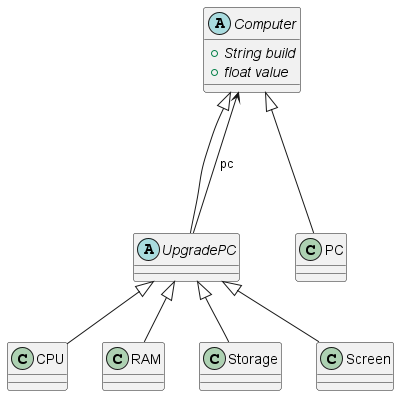 A Computer
String build
float value
pc
A UpgradePC
C PC
C CPU
C RAM
C Storage
C Screen